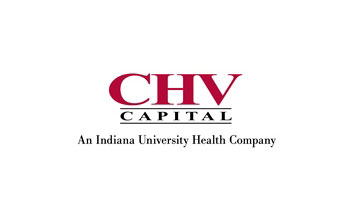 CHV
CAPITAL
An Indiana University Health Company